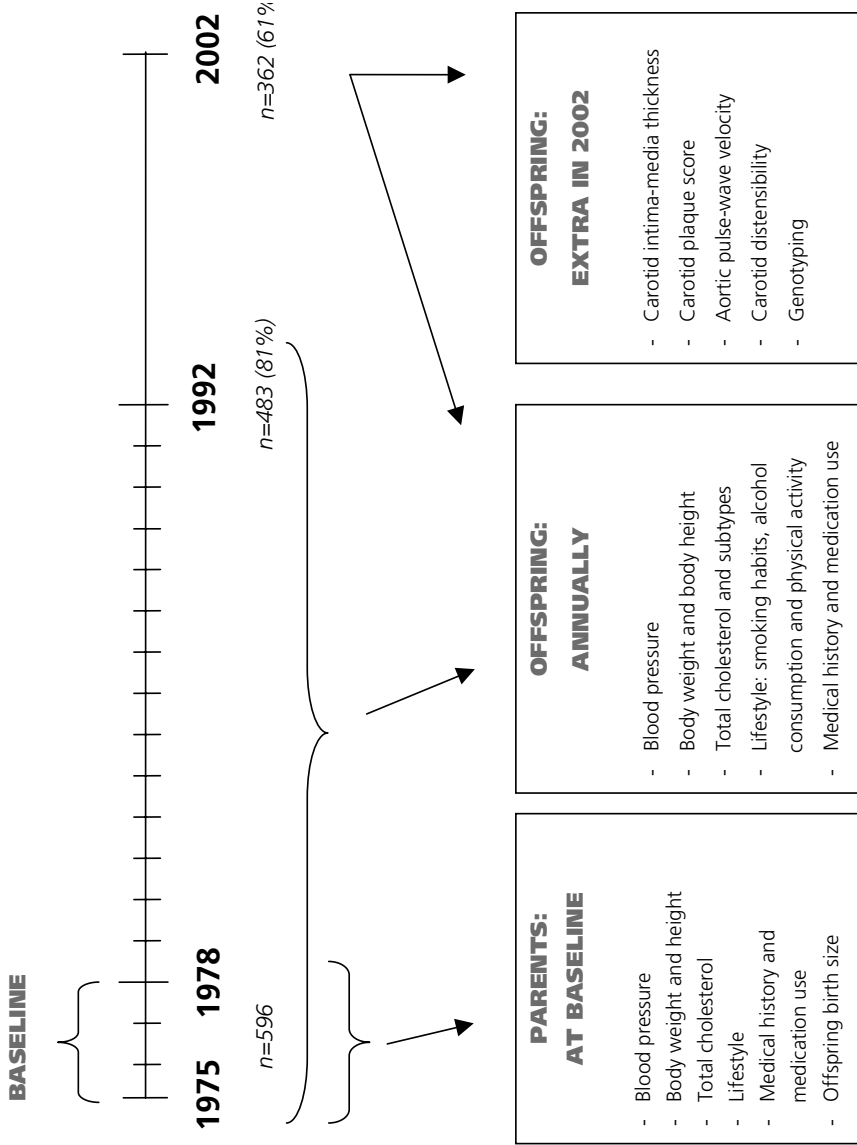 BASELINE
1975
1978
1992
2002
n=596
n=483 (81%)
n=362 (61%
PARENTS:
AT BASELINE
- Blood pressure
- Body weight and height
- Total cholesterol
- Lifestyle
- Medical history and
medication use
- Offspring birth size
OFFSPRING:
ANNUALLY
- Blood pressure
- Body weight and body height
- Total cholesterol and subtypes
- Lifestyle: smoking habits, alcohol
consumption and physical activity
- Medical history and medication use
OFFSPRING:
EXTRA IN 2002
- Carotid intima-media thickness
- Carotid plaque score
- Aortic pulse-wave velocity
- Carotid distensibility
- Genotyping